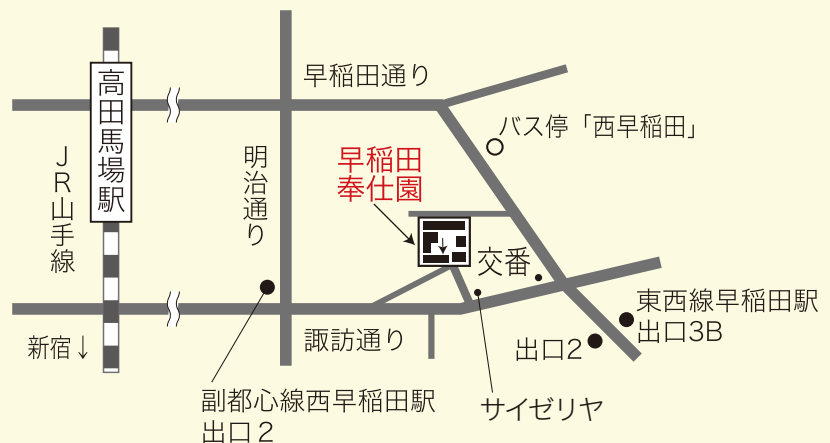 早稲田通り
高田馬場駅
バス停「西早稲田」
JR山手線
明治通り
早稲田
奉仕園
交番
東西線早稲田駅
出口3B
出口2
新宿↓
諏訪通り
副都心線西早稲田駅
出口2
サイゼリヤ